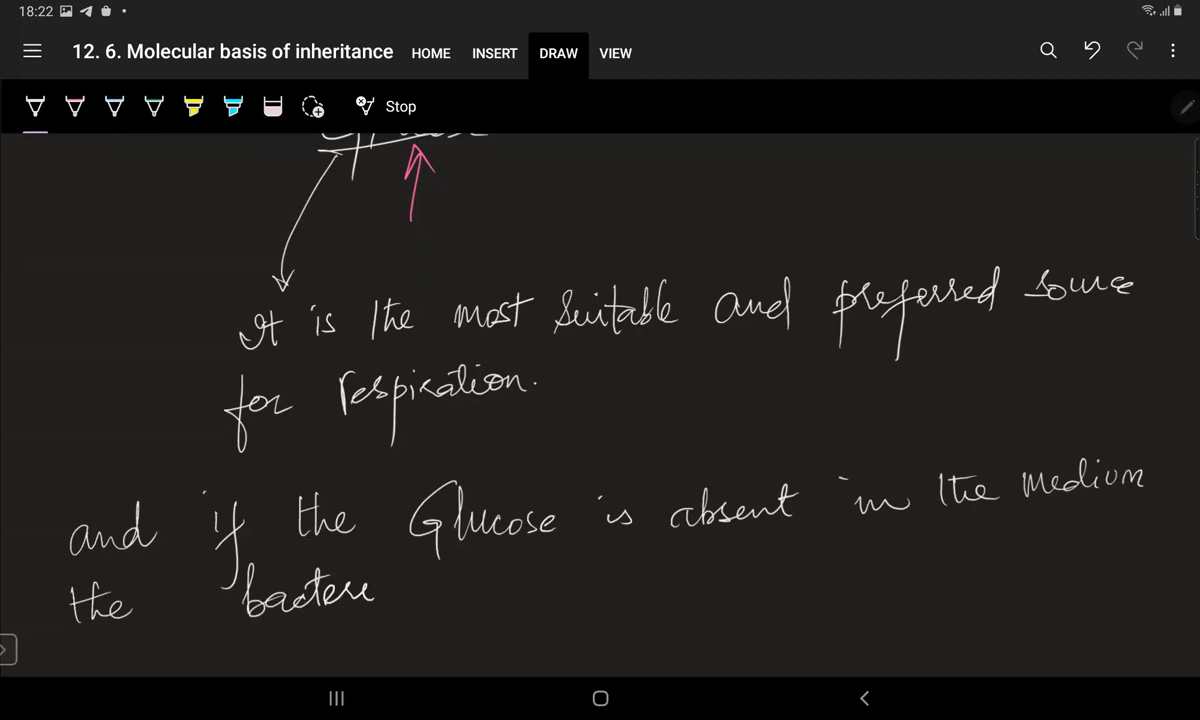 18:22
12. 6. Molecular basis of inheritance HOME INSERT DRAW VIEW
Stop
It is the most suitable and preferred source
for respiration.
and if the Glucose is absent in the medium
the bactere